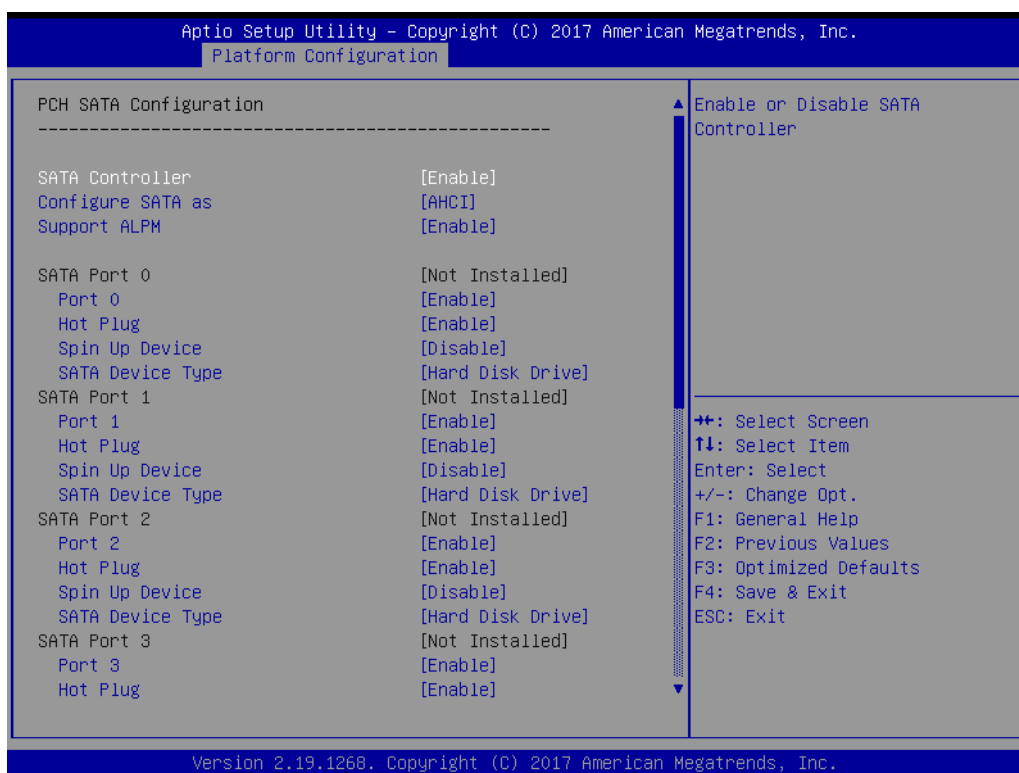 Aptio Setup Utility – Copyright (C) 2017 American Megatrends, Inc.
Platform Configuration
PCH SATA Configuration
--------------------------------------------------
SATA Controller [Enable]
Configure SATA as [AHCI]
Support ALPM [Enable]
SATA Port 0 [Not Installed]
Port 0 [Enable]
Hot Plug [Enable]
Spin Up Device [Disable]
SATA Device Type [Hard Disk Drive]
SATA Port 1 [Not Installed]
Port 1 [Enable]
Hot Plug [Enable]
Spin Up Device [Disable]
SATA Device Type [Hard Disk Drive]
SATA Port 2 [Not Installed]
Port 2 [Enable]
Hot Plug [Enable]
Spin Up Device [Disable]
SATA Device Type [Hard Disk Drive]
SATA Port 3 [Not Installed]
Port 3 [Enable]
Hot Plug [Enable]
Enable or Disable SATA
Controller
→←: Select Screen
↑↓: Select Item
Enter: Select
+/-: Change Opt.
F1: General Help
F2: Previous Values
F3: Optimized Defaults
F4: Save & Exit
ESC: Exit
Version 2.19.1268. Copyright (C) 2017 American Megatrends, Inc.